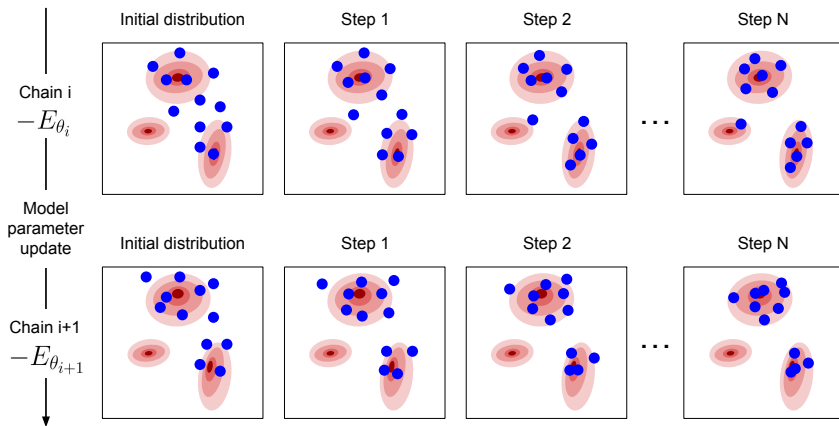 Initial distribution
Step 1
Step 2
Step N
Chain i
$-E_{\theta_i}$
...
Model
parameter
update
Initial distribution
Step 1
Step 2
Step N
Chain i+1
$-E_{\theta_{i+1}}$
...